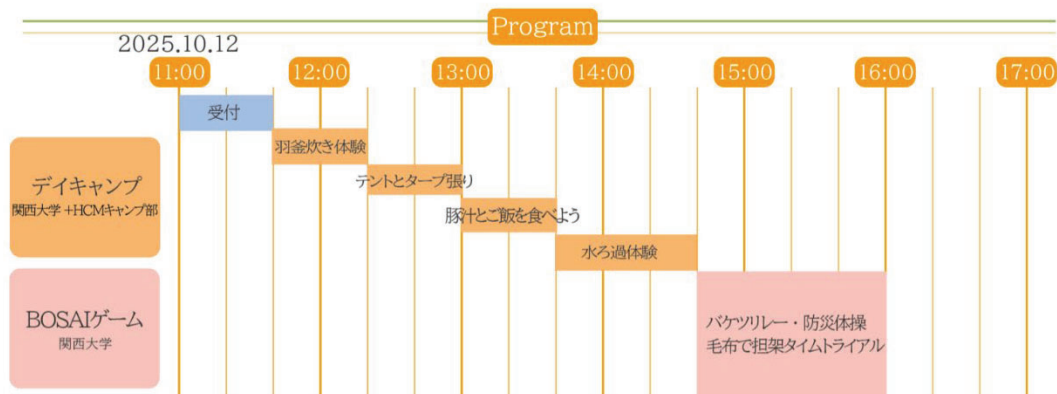 Program
2025.10.12
11:00 12:00 13:00 14:00 15:00 16:00 17:00
受付
羽釜炊き体験
デイキャンプ
関西大学+HCMキャンプ部
テントとタープ張り
豚汁とご飯を食べよう
水ろ過体験
BOSAIゲーム
関西大学
バケツリレー・防災体操
毛布で担架タイムトライアル